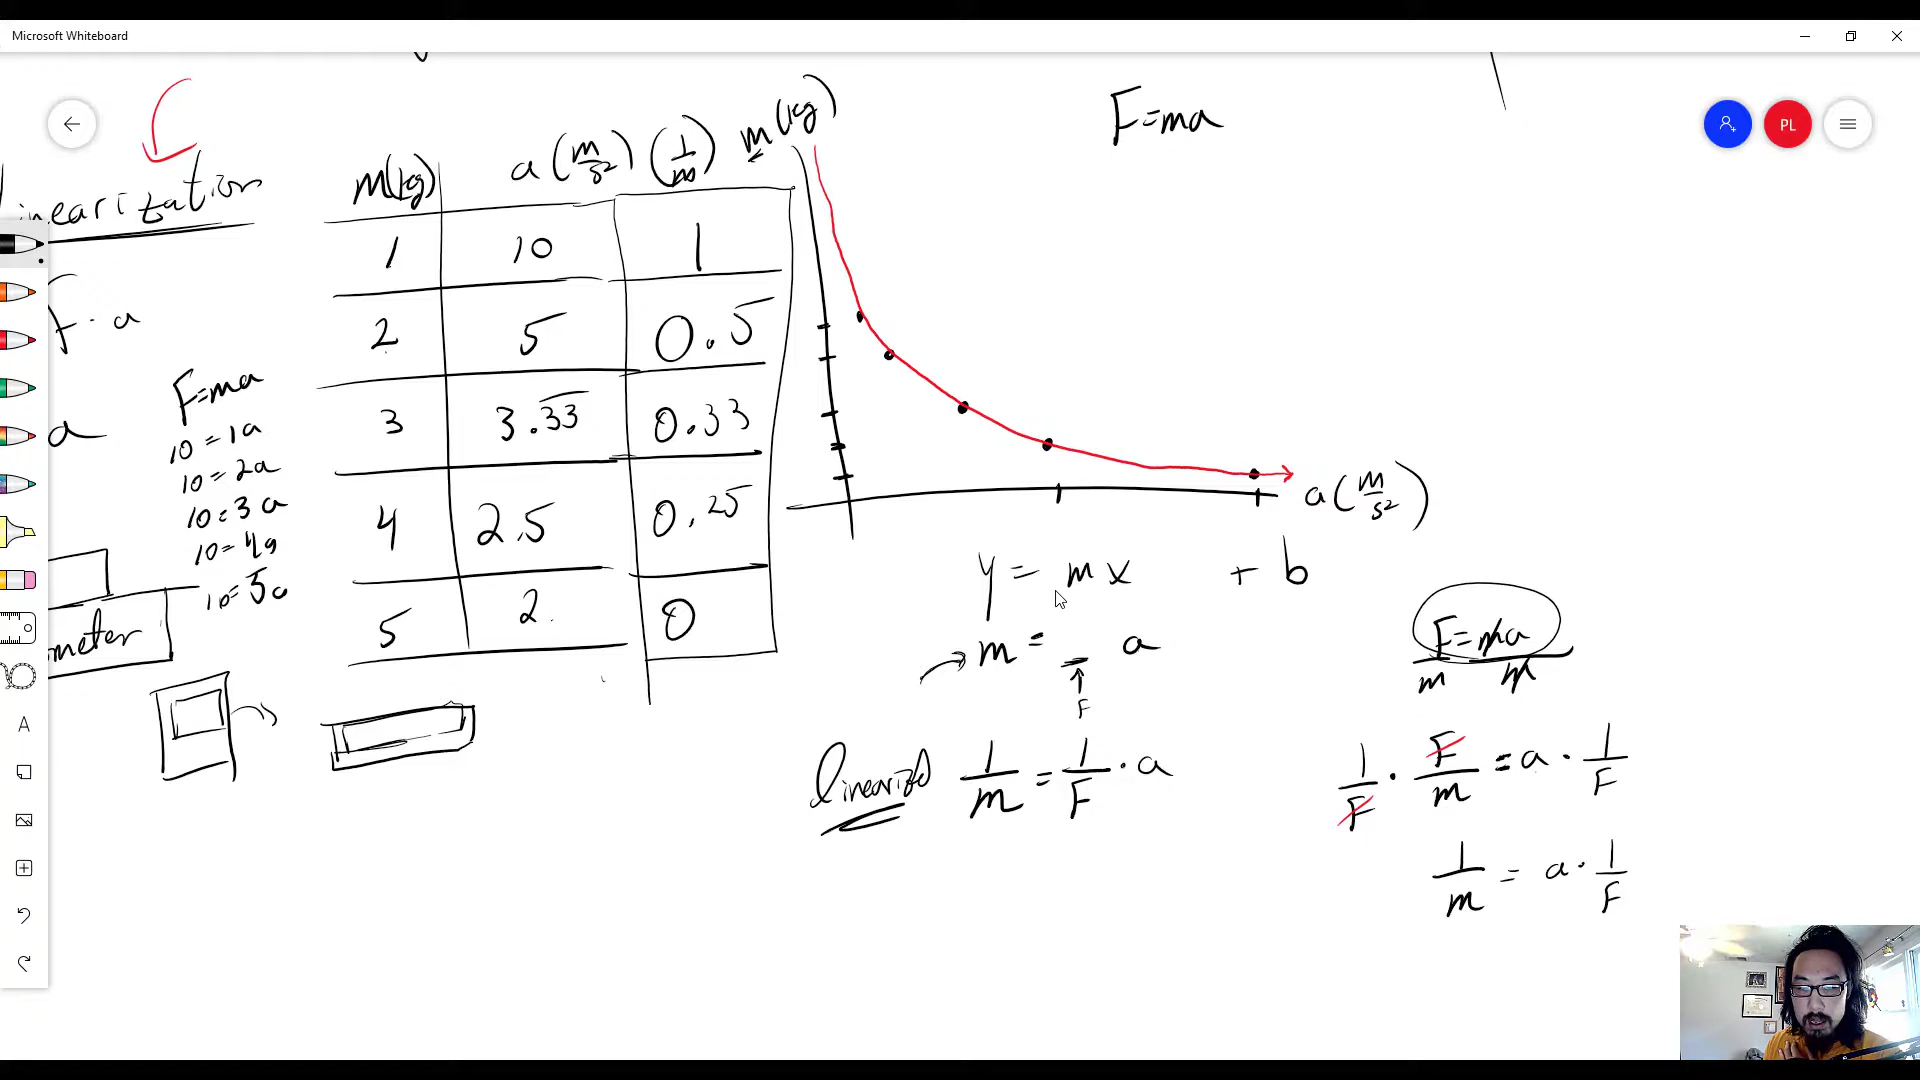 Microsoft Whiteboard
F=ma
PL
linearization
m(kg)
a (m/s²)
(1/m)
m (kg)
1 10 1
2 5 0.5
3 3.33 0.33
4 2.5 0.25
5 2. 0
F · a
a
F=ma
10 = 1a
10 = 2a
10 = 3a
10 = 4a
10 = 5a
meter
a (m/s²)
y = mx + b
m = _ a
F
F=ma
m m
linearized 1/m = 1/F · a
1/F · F/m = a · 1/F
1/m = a · 1/F
A